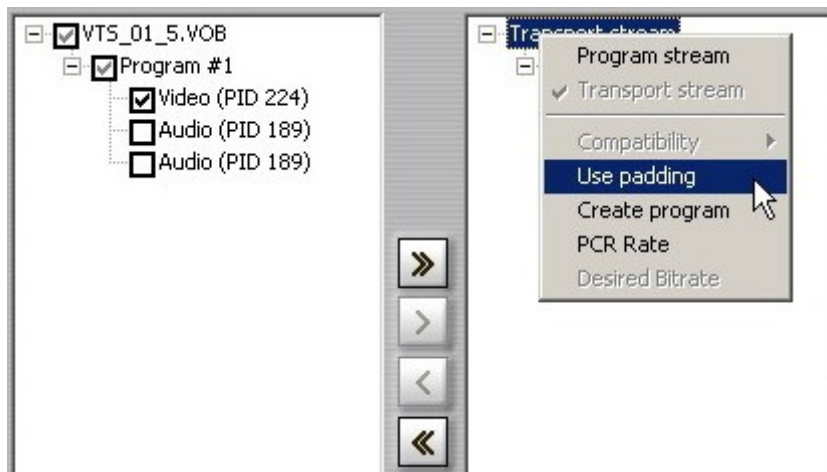 VTS_01_5.VOB
Program #1
Video (PID 224)
Audio (PID 189)
Audio (PID 189)
Transport stream
Program stream
Transport stream
Compatibility
Use padding
Create program
PCR Rate
Desired Bitrate